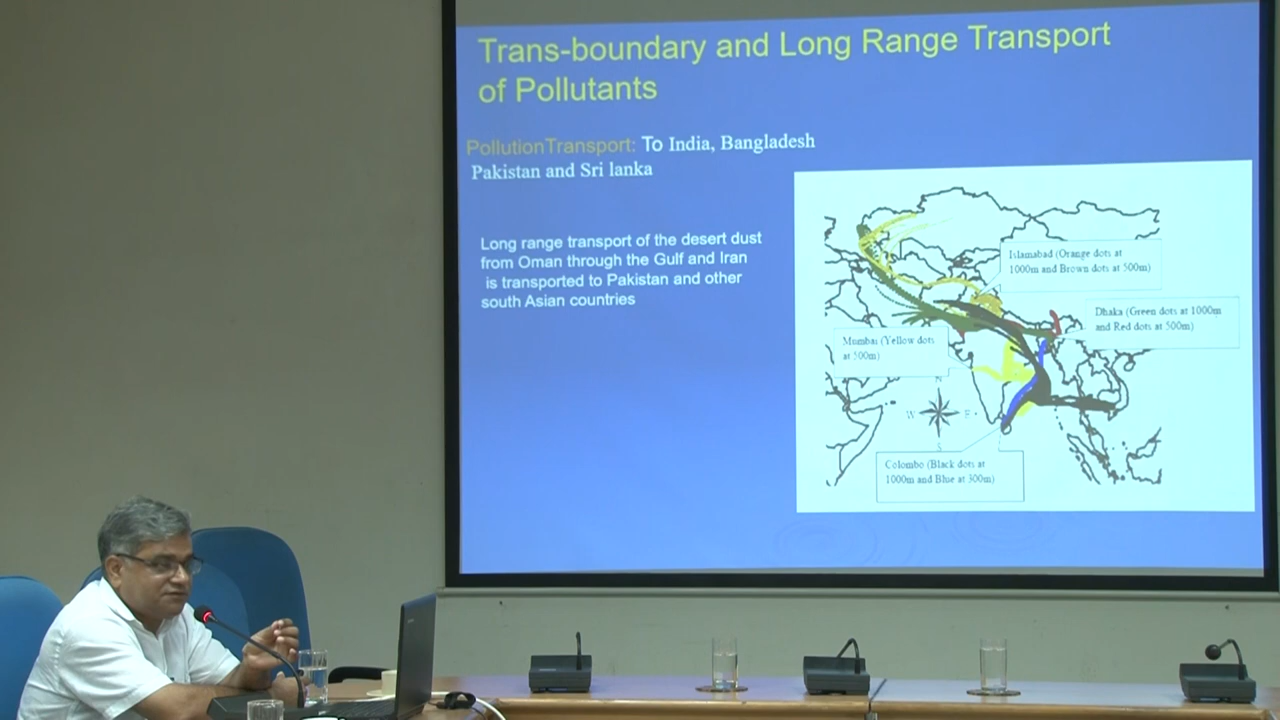 Trans-boundary and Long Range Transport
of Pollutants
PollutionTransport: To India, Bangladesh
Pakistan and Sri lanka
Long range transport of the desert dust
from Oman through the Gulf and Iran
is transported to Pakistan and other
south Asian countries
Islamabad (Orange dots at
1000m and Brown dots at 500m)
Dhaka (Green dots at 1000m
and Red dots at 500m)
Mumbai (Yellow dots
at 500m)
N
W E
S
Colombo (Black dots at
1000m and Blue at 300m)